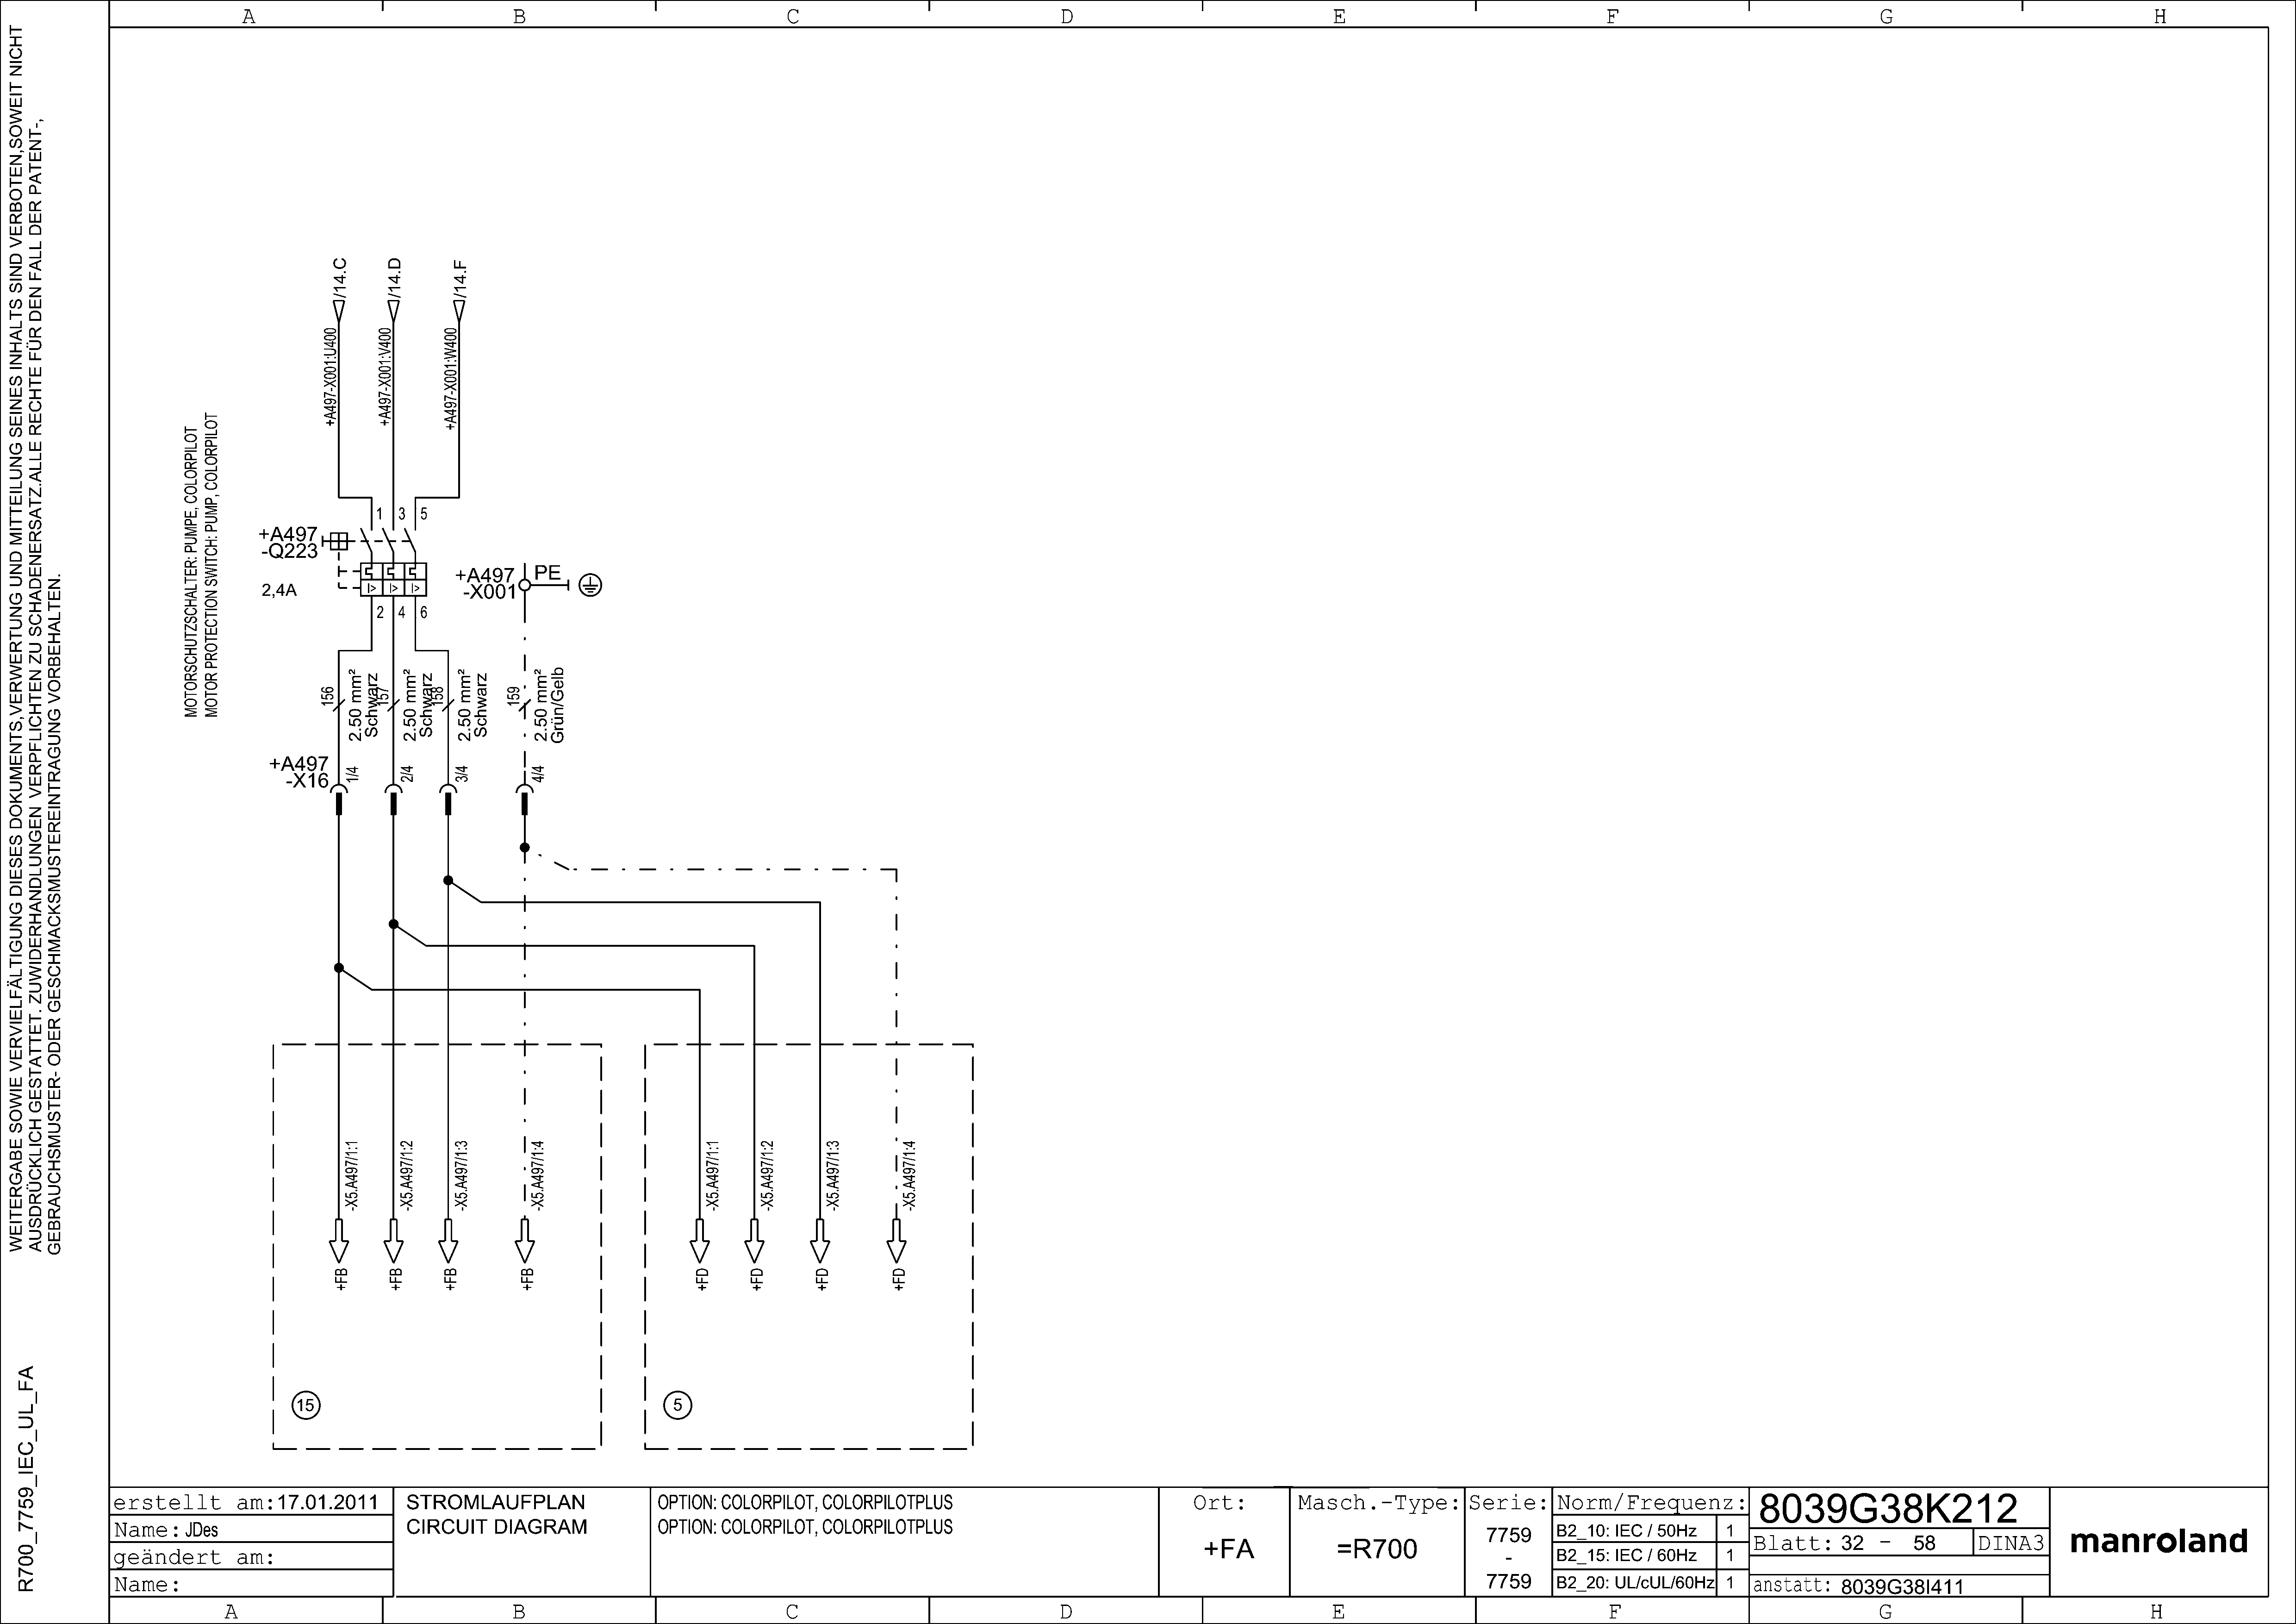 A B C D E F G H
WEITERGABE SOWIE VERVIELFÄLTIGUNG DIESES DOKUMENTS,VERWERTUNG UND MITTEILUNG SEINES INHALTS SIND VERBOTEN,SOWEIT NICHT
AUSDRÜCKLICH GESTATTET. ZUWIDERHANDLUNGEN VERPFLICHTEN ZU SCHADENERSATZ.ALLE RECHTE FÜR DEN FALL DER PATENT-,
GEBRAUCHSMUSTER- ODER GESCHMACKSMUSTEREINTRAGUNG VORBEHALTEN.
R700_7759_IEC_UL_FA
/14.C
/14.D
/14.F
+A497-X001:U400
+A497-X001:V400
+A497-X001:W400
MOTORSCHUTZSCHALTER: PUMPE, COLORPILOT
MOTOR PROTECTION SWITCH: PUMP, COLORPILOT
1 3 5
+A497
-Q223
2,4A
I> I> I>
2 4 6
+A497
-X001
PE
156
2.50 mm²
Schwarz
157
2.50 mm²
Schwarz
158
2.50 mm²
Schwarz
159
2.50 mm²
Grün/Gelb
+A497
-X16
1/4
2/4
3/4
4/4
-X5.A497/1:1
-X5.A497/1:2
-X5.A497/1:3
-X5.A497/1:4
-X5.A497/1:1
-X5.A497/1:2
-X5.A497/1:3
-X5.A497/1:4
+FB
+FB
+FB
+FB
+FD
+FD
+FD
+FD
15
5
erstellt am:17.01.2011
Name: JDes
geändert am:
Name:
STROMLAUFPLAN
CIRCUIT DIAGRAM
OPTION: COLORPILOT, COLORPILOTPLUS
OPTION: COLORPILOT, COLORPILOTPLUS
Ort:
+FA
Masch.-Type:
=R700
Serie:
7759
-
7759
Norm/Frequenz:
B2_10: IEC / 50Hz 1
B2_15: IEC / 60Hz 1
B2_20: UL/cUL/60Hz 1
8039G38K212
Blatt: 32 - 58 DINA3
anstatt: 8039G38I411
manroland
A B C D E F G H